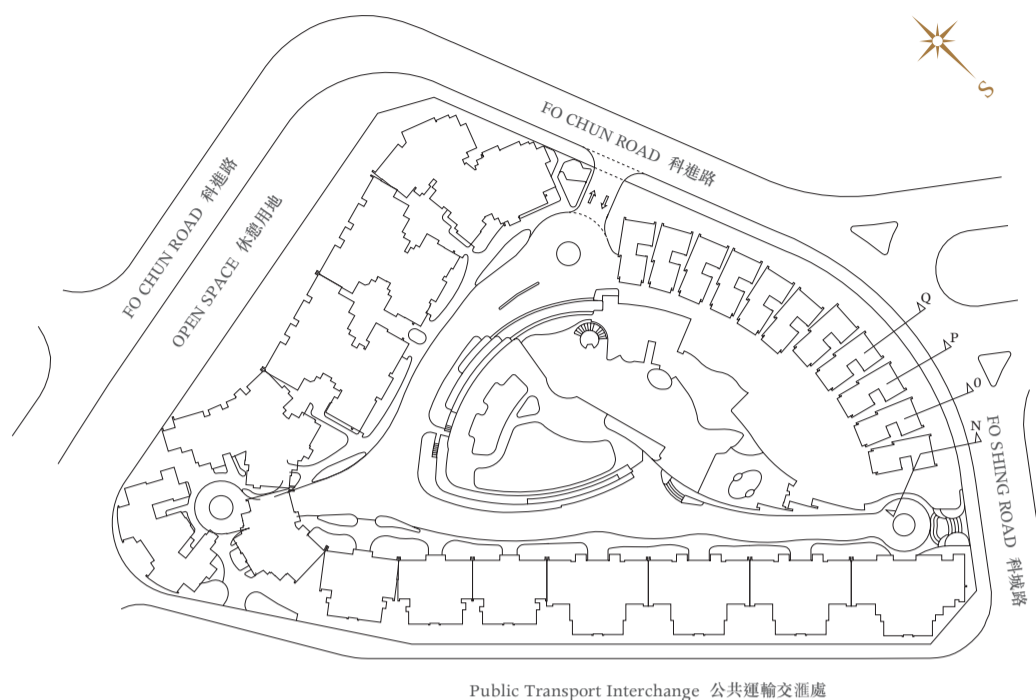 S
FO CHUN ROAD 科進路
FO CHUN ROAD 科進路
OPEN SPACE 休憩用地
Q
P
O
N
FO SHING ROAD 科城路
Public Transport Interchange 公共運輸交滙處